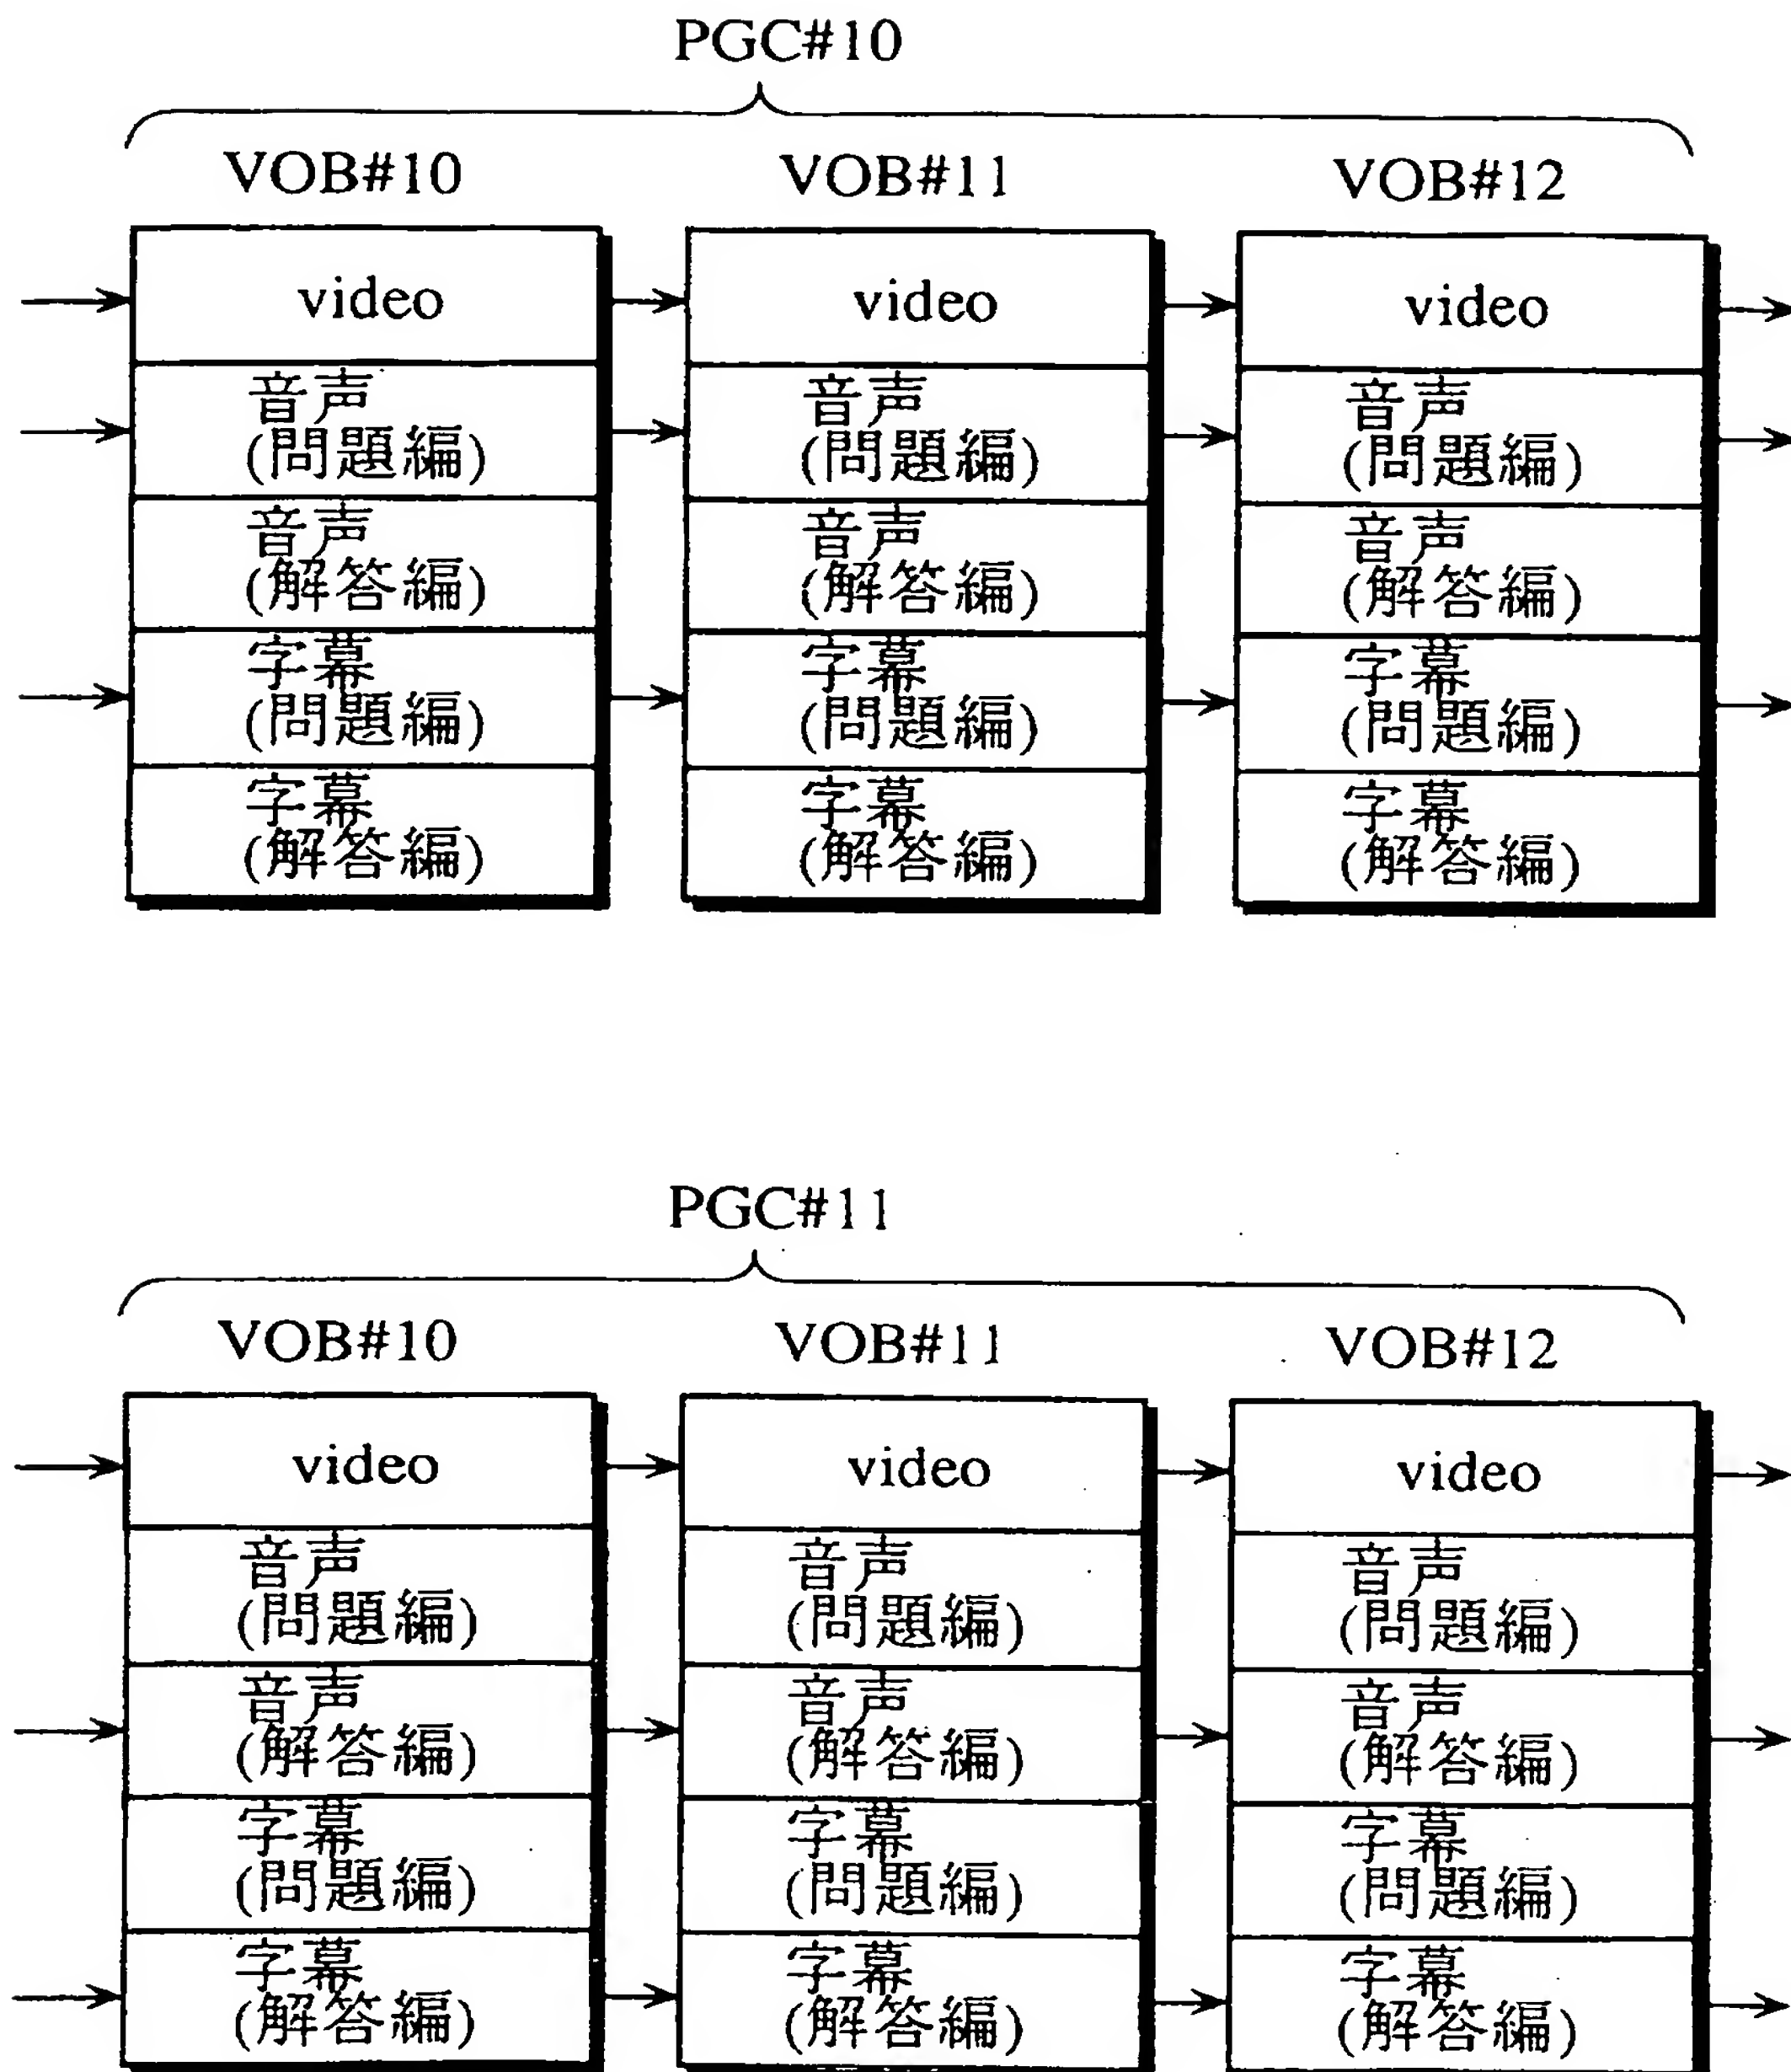 PGC#10
VOB#10
video
音声
(問題編)
音声
(解答編)
字幕
(問題編)
字幕
(解答編)
VOB#11
video
音声
(問題編)
音声
(解答編)
字幕
(問題編)
字幕
(解答編)
VOB#12
video
音声
(問題編)
音声
(解答編)
字幕
(問題編)
字幕
(解答編)
PGC#11
VOB#10
video
音声
(問題編)
音声
(解答編)
字幕
(問題編)
字幕
(解答編)
VOB#11
video
音声
(問題編)
音声
(解答編)
字幕
(問題編)
字幕
(解答編)
VOB#12
video
音声
(問題編)
音声
(解答編)
字幕
(問題編)
字幕
(解答編)